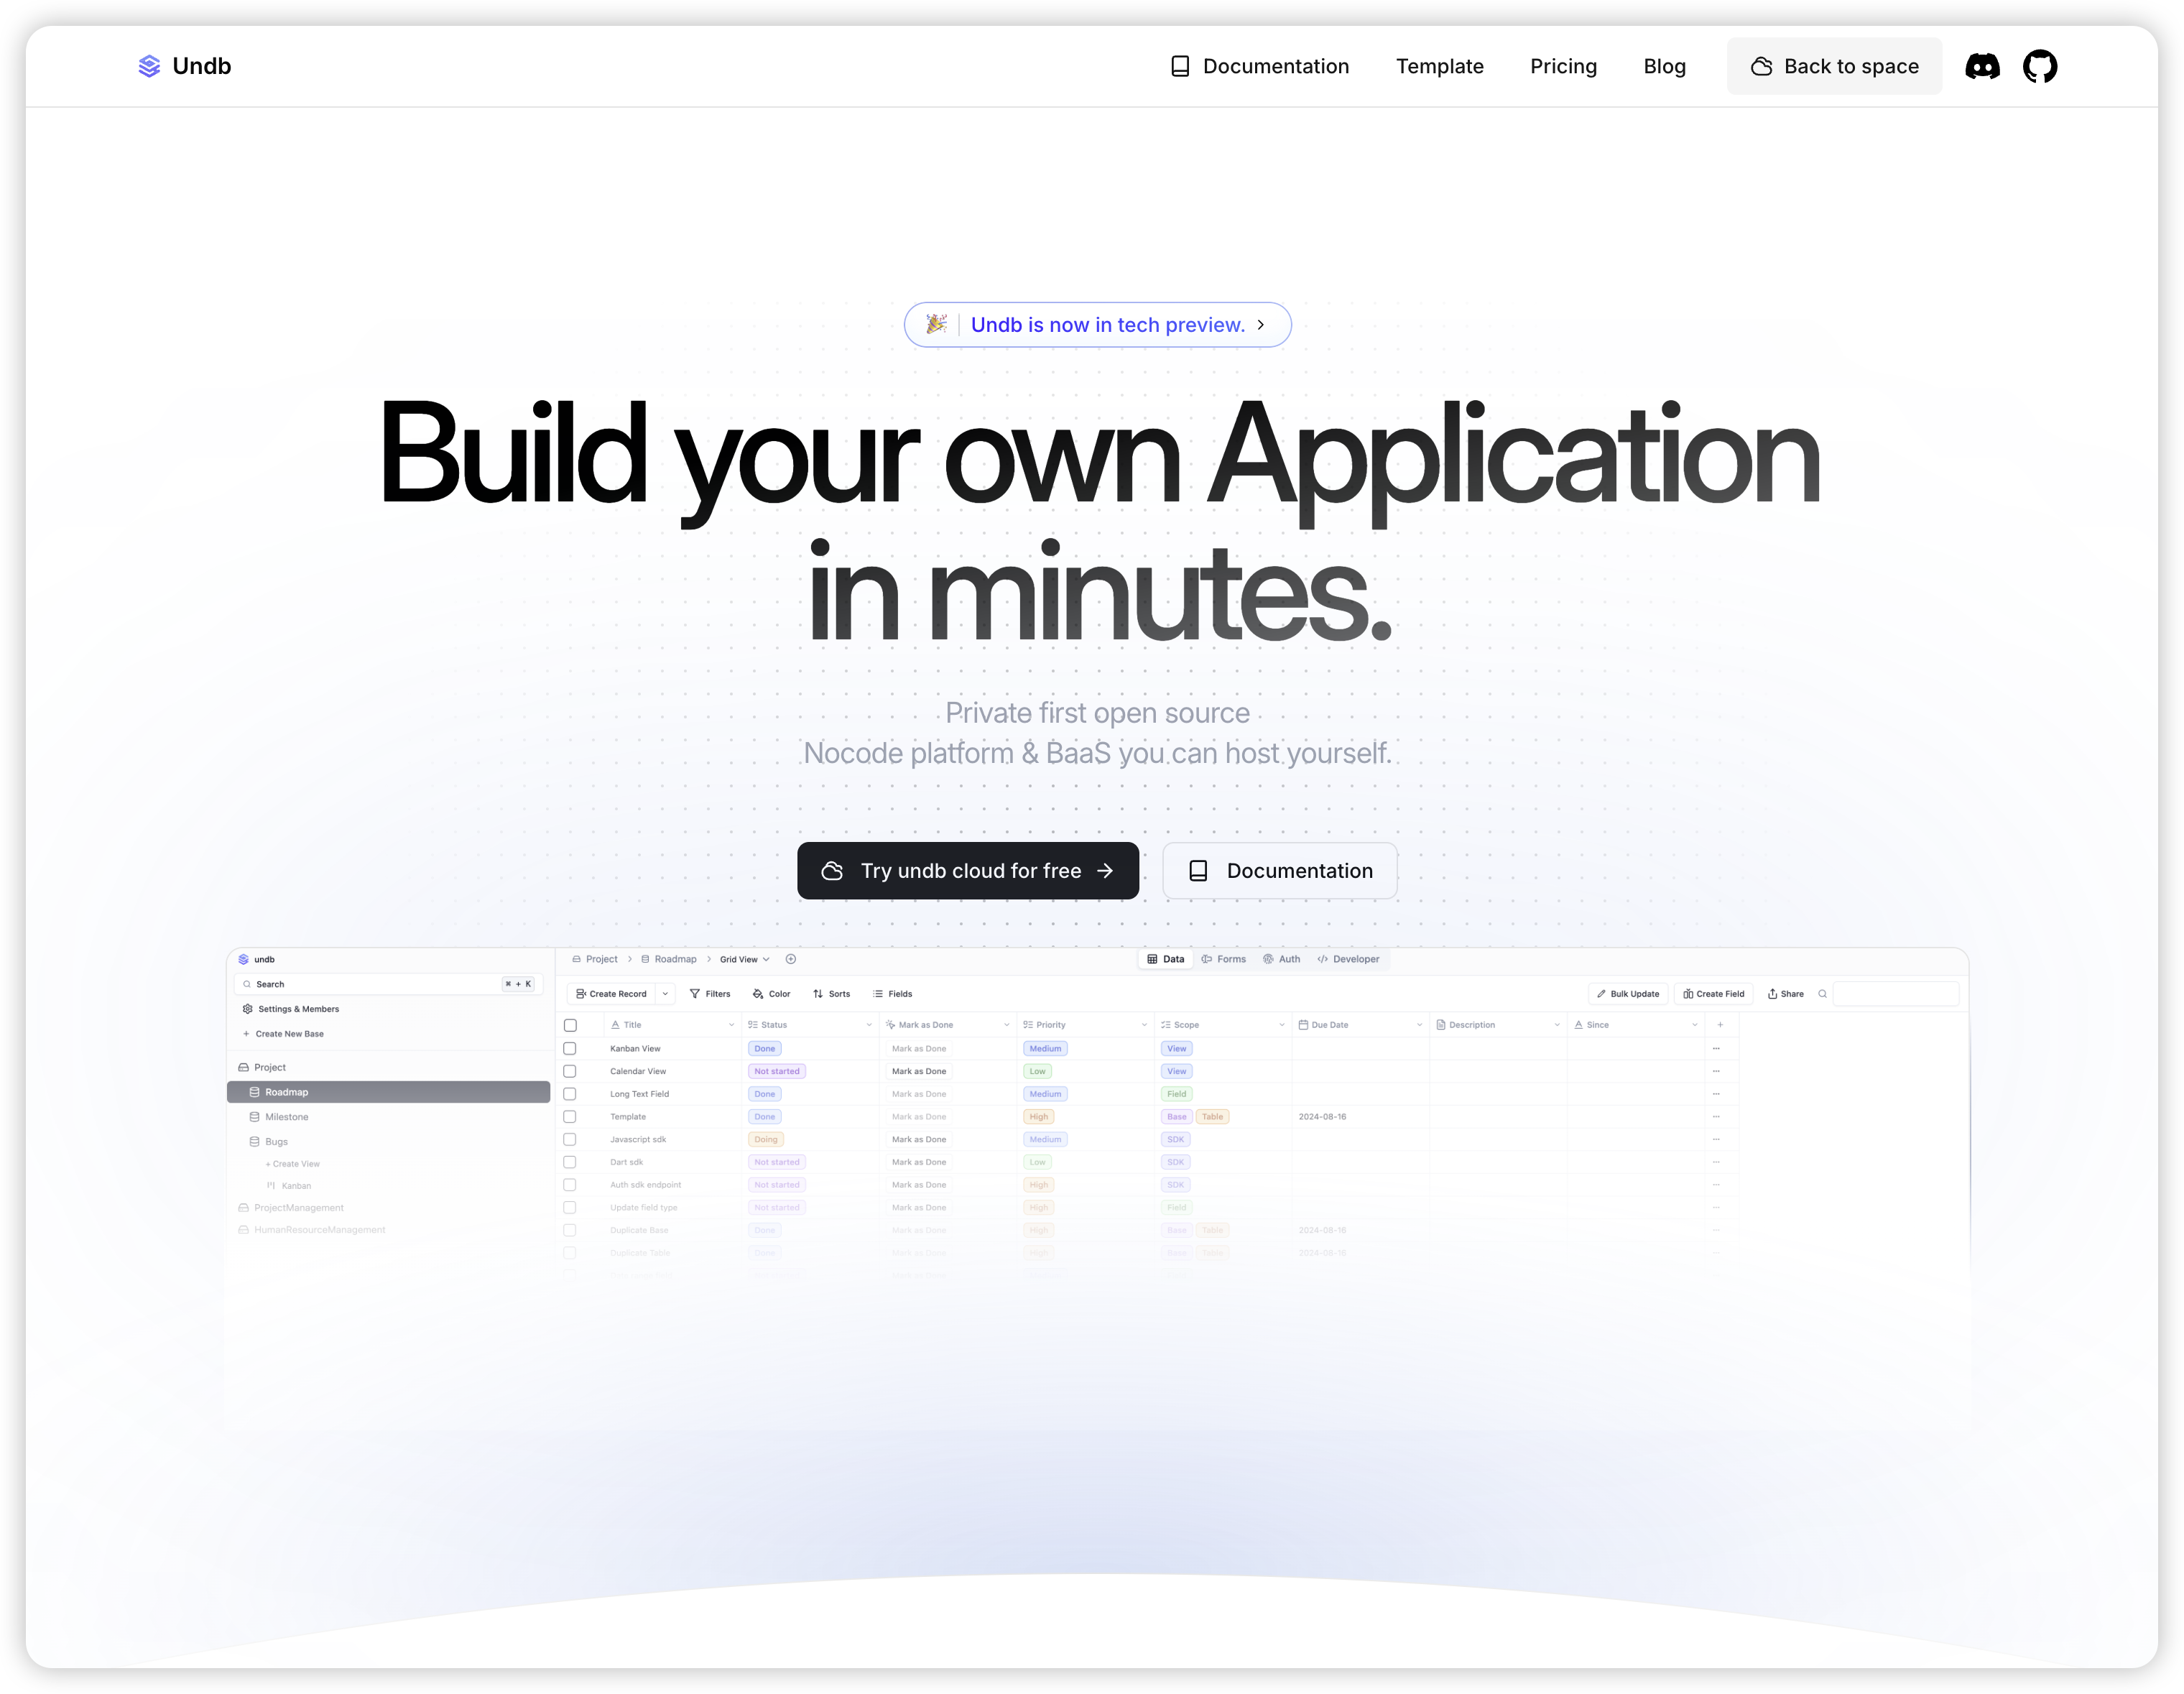 Undb
Documentation Template Pricing Blog Back to space
🎉 Undb is now in tech preview.
Build your own Application
in minutes.
Private first open source
Nocode platform & BaaS you can host yourself.
Try undb cloud for free → Documentation
undb
Search ⌘ + K
Settings & Members
+ Create New Base
Project
Roadmap
Milestone
Bugs
+ Create View
Kanban
ProjectManagement
HumanResourceManagement
Project > Roadmap > Grid View
Data Forms Auth Developer
Create Record Filters Color Sorts Fields Bulk Update Create Field Share
Title Status Mark as Done Priority Scope Due Date Description Since +
Kanban View Done Mark as Done Medium View
Calendar View Not started Mark as Done Low View
Long Text Field Done Mark as Done Medium Field
Template Done Mark as Done High Base Table 2024-08-16
Javascript sdk Doing Mark as Done Medium SDK
Dart sdk Not started Mark as Done Low SDK
Auth sdk endpoint Not started Mark as Done High SDK
Update field type Not started Mark as Done High Field
Duplicate Base Done Mark as Done High Base Table 2024-08-16
Duplicate Table Done Mark as Done High Base Table 2024-08-16
Mark as Done